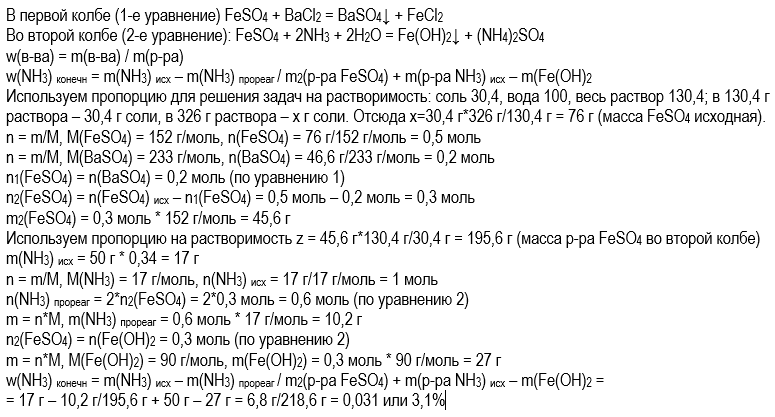 В первой колбе (1-е уравнение) FeSO4 + BaCl2 = BaSO4↓ + FeCl2
Во второй колбе (2-е уравнение): FeSO4 + 2NH3 + 2H2O = Fe(OH)2↓ + (NH4)2SO4
w(в-ва) = m(в-ва) / m(р-ра)
w(NH3) конечн = m(NH3) исх – m(NH3) прореаг / m2(р-ра FeSO4) + m(р-ра NH3) исх – m(Fe(OH)2
Используем пропорцию для решения задач на растворимость: соль 30,4, вода 100, весь раствор 130,4; в 130,4 г
раствора – 30,4 г соли, в 326 г раствора – х г соли. Отсюда х=30,4 г*326 г/130,4 г = 76 г (масса FeSO4 исходная).
n = m/M, M(FeSO4) = 152 г/моль, n(FeSO4) = 76 г/152 г/моль = 0,5 моль
n = m/M, M(BaSO4) = 233 г/моль, n(BaSO4) = 46,6 г/233 г/моль = 0,2 моль
n1(FeSO4) = n(BaSO4) = 0,2 моль (по уравнению 1)
n2(FeSO4) = n(FeSO4) исх – n1(FeSO4) = 0,5 моль – 0,2 моль = 0,3 моль
m2(FeSO4) = 0,3 моль * 152 г/моль = 45,6 г
Используем пропорцию на растворимость z = 45,6 г*130,4 г/30,4 г = 195,6 г (масса р-ра FeSO4 во второй колбе)
m(NH3) исх = 50 г * 0,34 = 17 г
n = m/M, M(NH3) = 17 г/моль, n(NH3) исх = 17 г/17 г/моль = 1 моль
n(NH3) прореаг = 2*n2(FeSO4) = 2*0,3 моль = 0,6 моль (по уравнению 2)
m = n*M, m(NH3) прореаг = 0,6 моль * 17 г/моль = 10,2 г
n2(FeSO4) = n(Fe(OH)2 = 0,3 моль (по уравнению 2)
m = n*M, M(Fe(OH)2) = 90 г/моль, m(Fe(OH)2) = 0,3 моль * 90 г/моль = 27 г
w(NH3) конечн = m(NH3) исх – m(NH3) прореаг / m2(р-ра FeSO4) + m(р-ра NH3) исх – m(Fe(OH)2 =
= 17 г – 10,2 г/195,6 г + 50 г – 27 г = 6,8 г/218,6 г = 0,031 или 3,1%